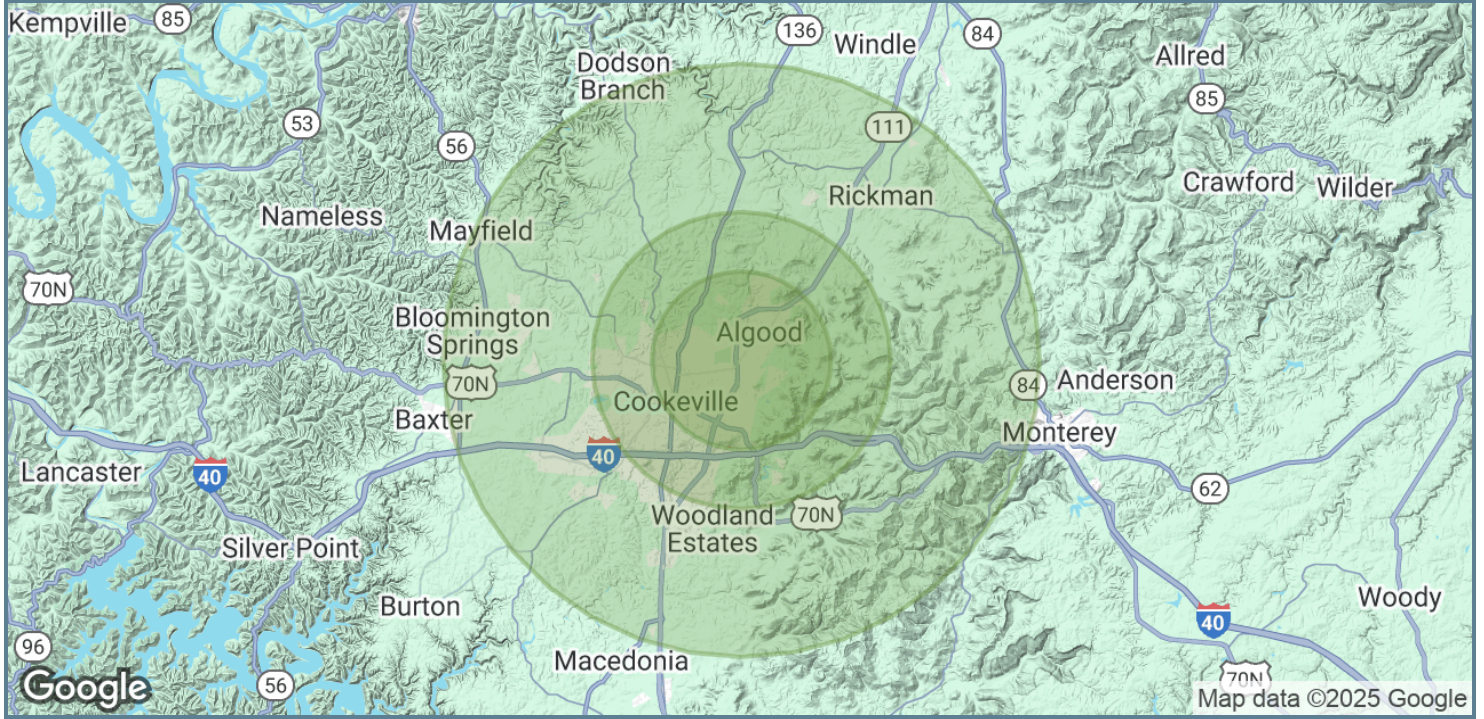 Kempville
85
136
Windle
84
Allred
Dodson
Branch
85
53
111
56
Crawford
Wilder
Rickman
Nameless
Mayfield
70N
Bloomington
Springs
Algood
70N
84
Anderson
Cookeville
Baxter
Monterey
40
Lancaster
40
62
Woodland
Estates
70N
Silver Point
Burton
Woody
40
96
Macedonia
56
70N
Google
Map data ©2025 Google